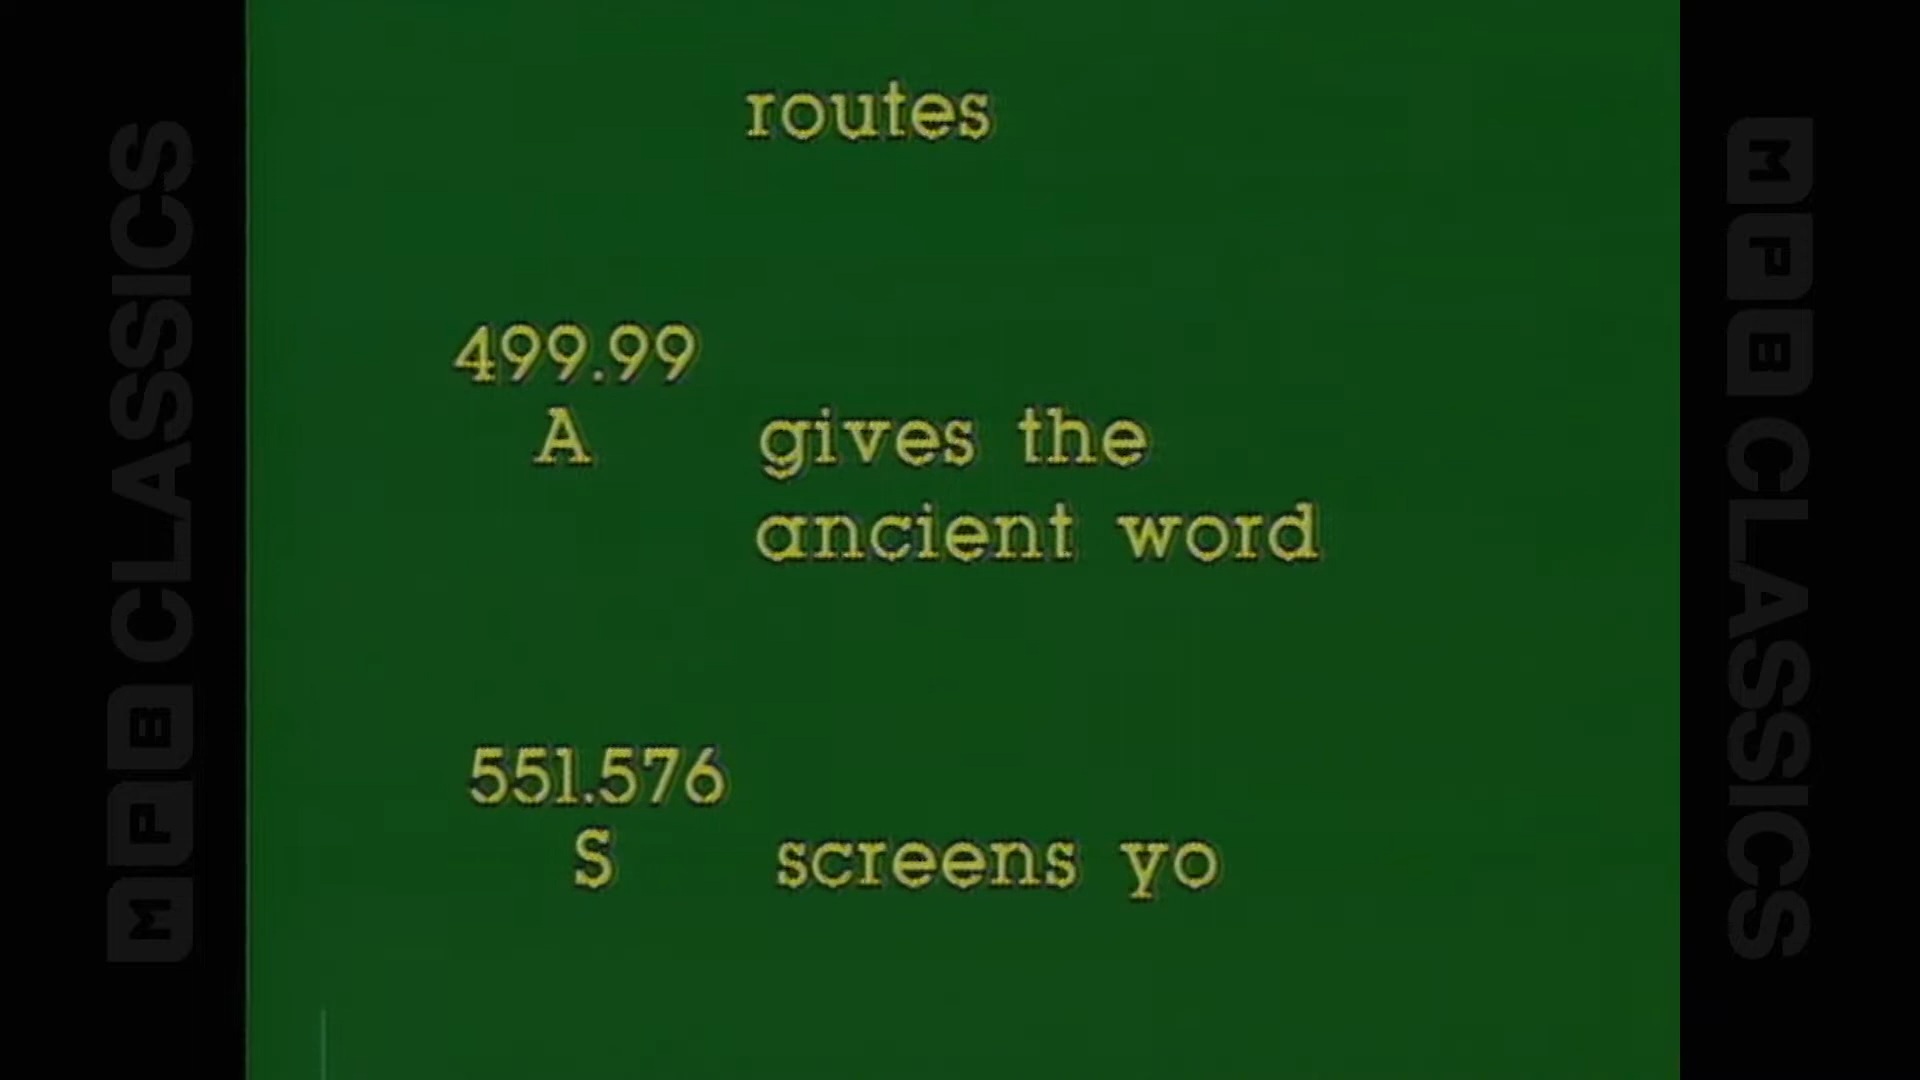 routes
499.99
A gives the
ancient word
551.576
S screens yo
MPB CLASSICS
MPB CLASSICS